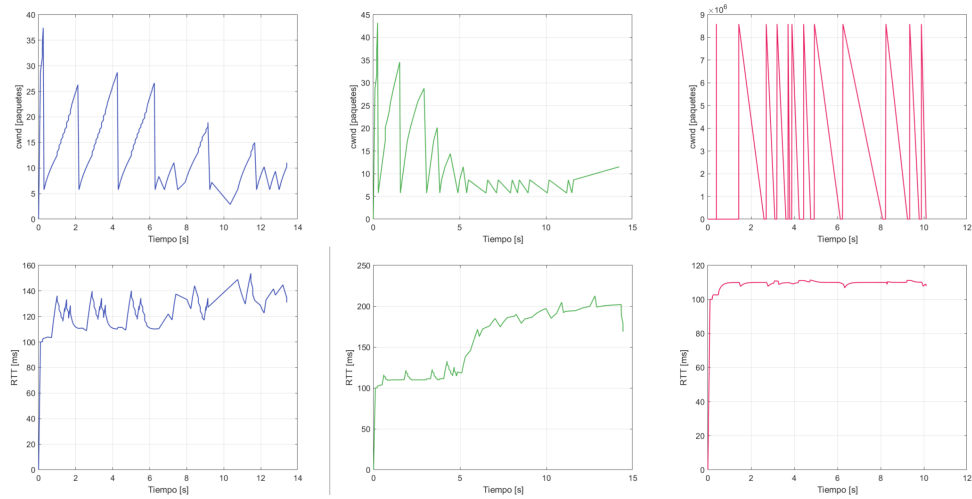 40
35
30
25
20
15
10
5
0
cwnd [paquetes]
0 2 4 6 8 10 12 14
Tiempo [s]
45
40
35
30
25
20
15
10
5
0
cwnd [paquetes]
0 5 10 15
Tiempo [s]
9 ×10⁶
8
7
6
5
4
3
2
1
0
cwnd [paquetes]
0 2 4 6 8 10 12
Tiempo [s]
160
140
120
100
80
60
40
20
0
RTT [ms]
0 2 4 6 8 10 12 14
Tiempo [s]
250
200
150
100
50
0
RTT [ms]
0 5 10 15
Tiempo [s]
120
100
80
60
40
20
0
RTT [ms]
0 2 4 6 8 10 12
Tiempo [s]